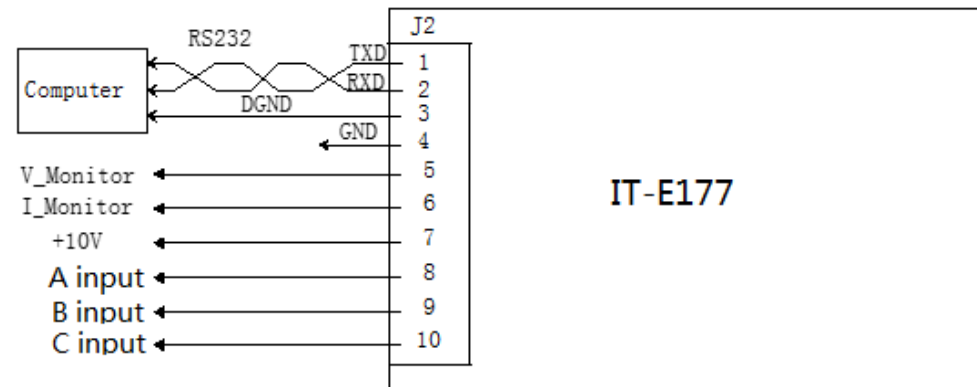 J2
RS232
TXD 1
Computer
RXD 2
DGND 3
GND 4
V_Monitor 5
I_Monitor 6
+10V 7
A input 8
B input 9
C input 10
IT-E177